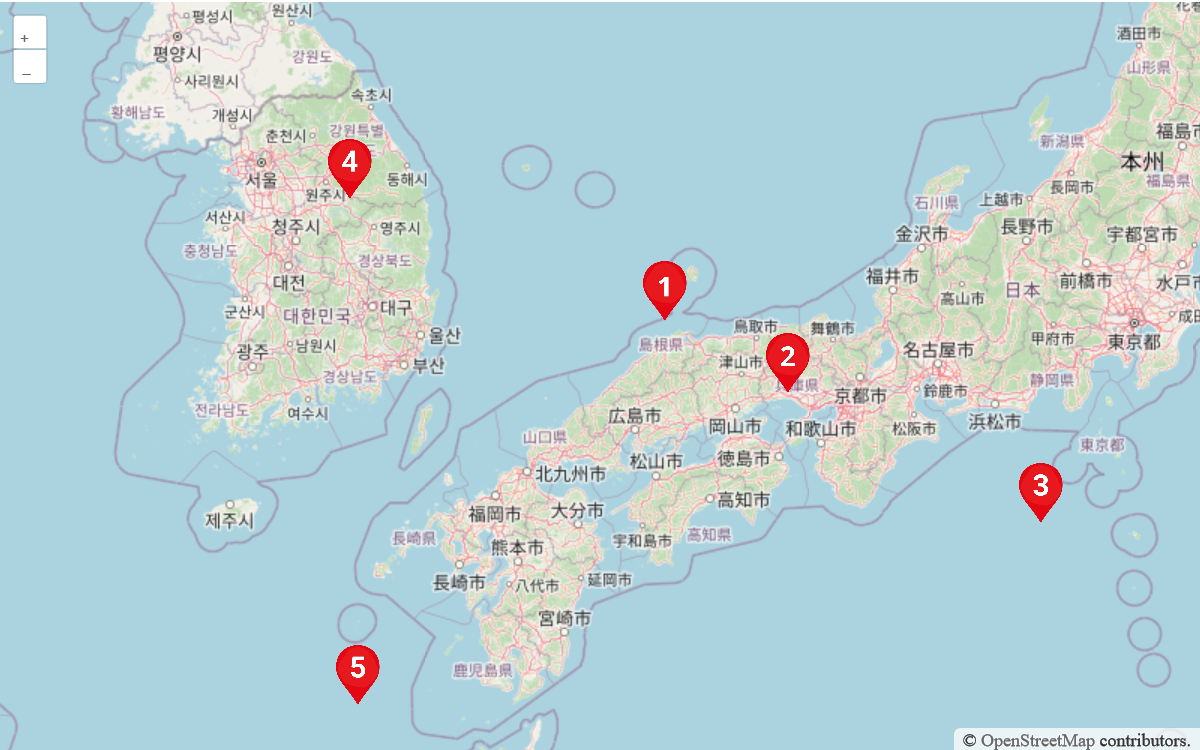 원산시
평성시
花巻
+
酒田市
평양시
강원도
山形県
–
사리원시
속초시
황해남도
개성시
춘천시
강원특별
福島市
新潟県
本州
4
서울
동해시
福島県
원주시
長岡市
石川県
上越市
서산시
청주시
영주시
長野市
金沢市
宇都宮市
충청남도
경상북도
福井市
대전
1
前橋市
水戸市
日本
高山市
군산시
대한민국
대구
成田
鳥取市
舞鶴市
울산
甲府市
東京都
남원시
島根県
광주
2
名古屋市
津山市
부산
경상남도
静岡県
兵庫県
鈴鹿市
京都市
전라남도
여수시
広島市
浜松市
岡山市
和歌山市
松阪市
山口県
東京都
徳島市
松山市
北九州市
3
高知市
大分市
福岡市
제주시
高知県
長崎県
宇和島市
熊本市
延岡市
長崎市
八代市
宮崎市
5
鹿児島県
© OpenStreetMap contributors.